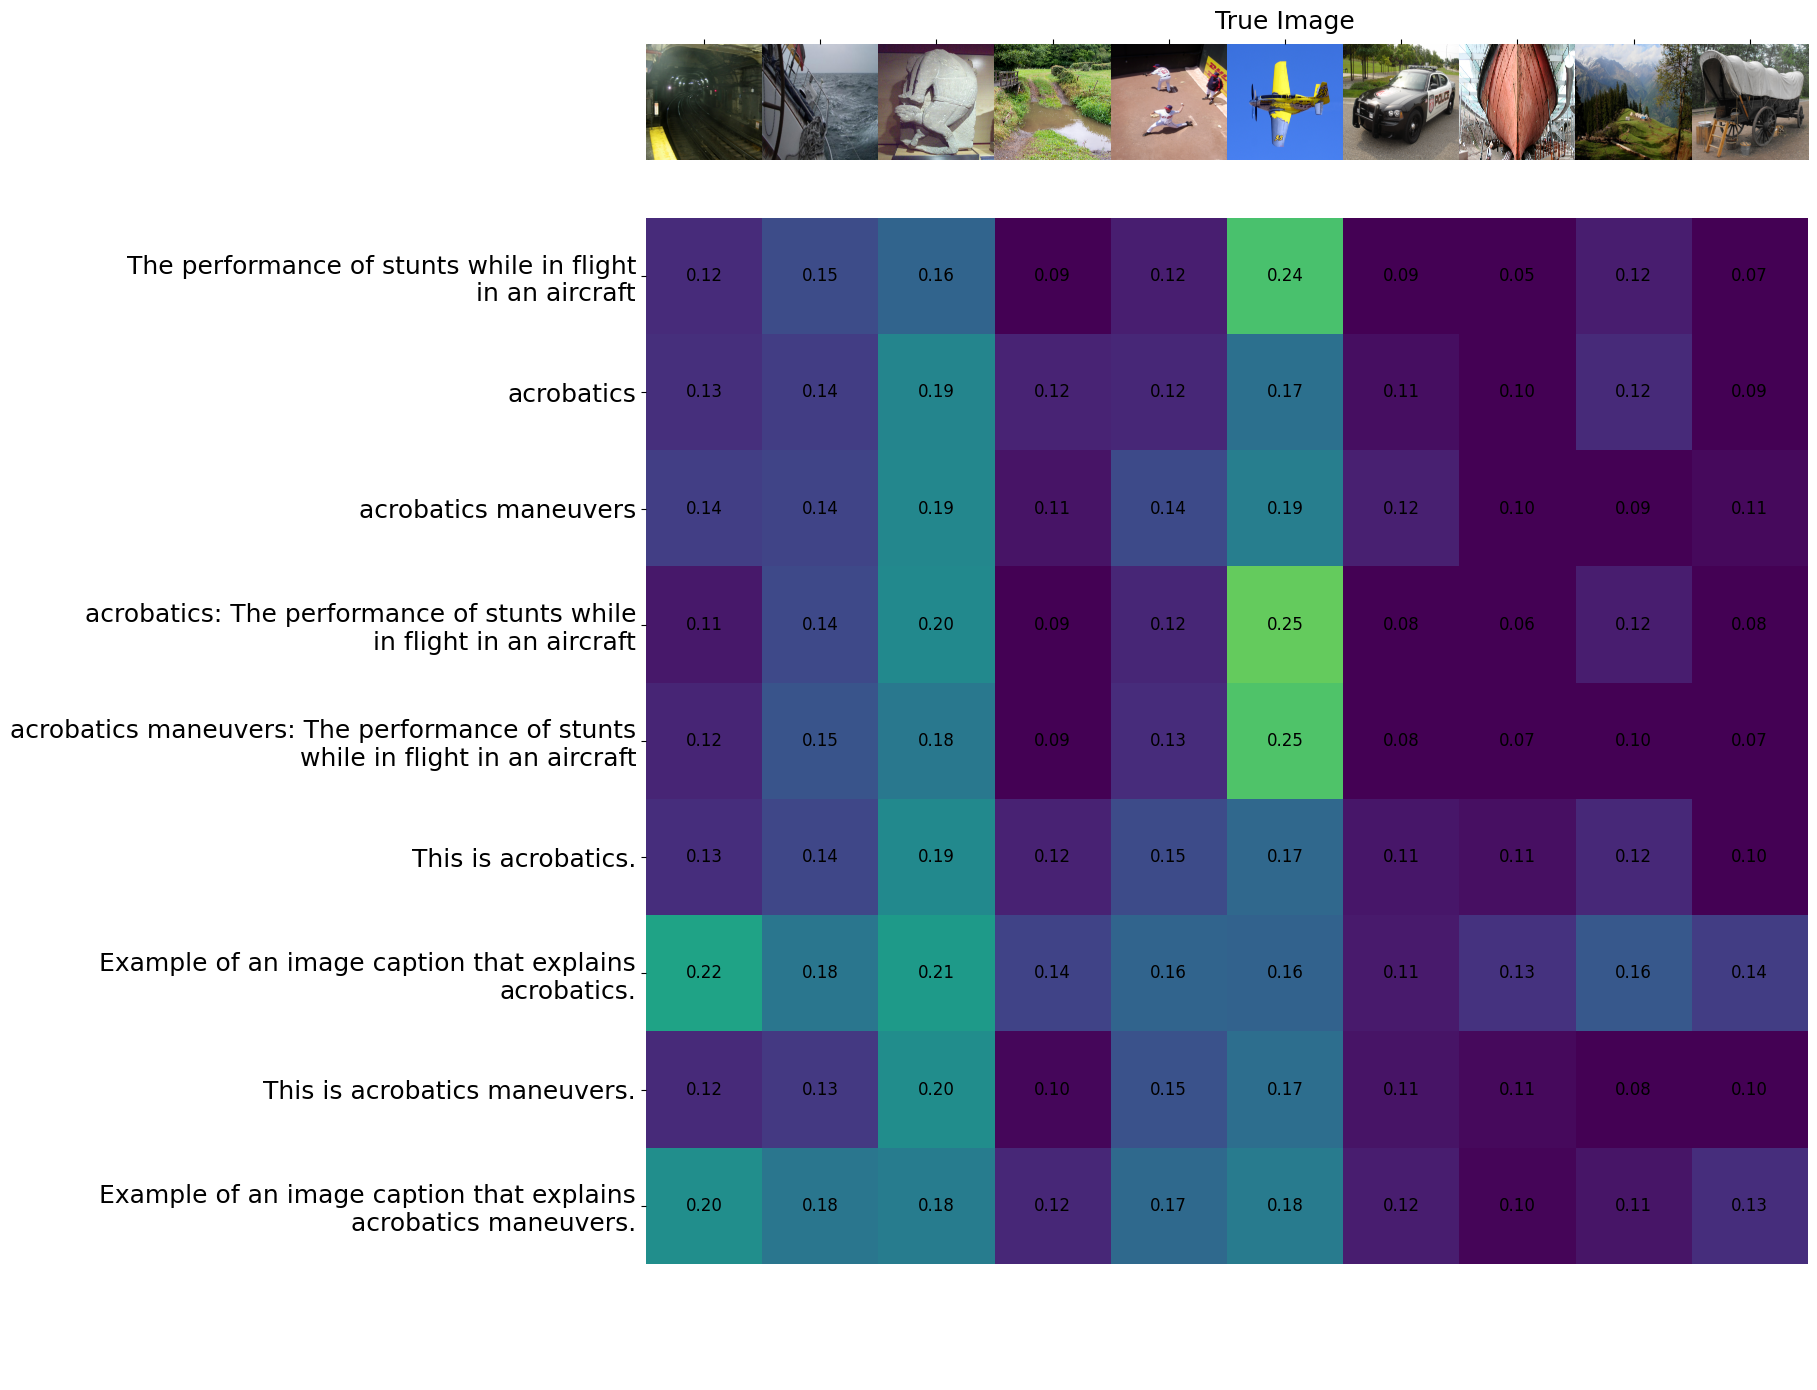 True Image
POLICE
The performance of stunts while in flight
in an aircraft
0.12 0.15 0.16 0.09 0.12 0.24 0.09 0.05 0.12 0.07
acrobatics
0.13 0.14 0.19 0.12 0.12 0.17 0.11 0.10 0.12 0.09
acrobatics maneuvers
0.14 0.14 0.19 0.11 0.14 0.19 0.12 0.10 0.09 0.11
acrobatics: The performance of stunts while
in flight in an aircraft
0.11 0.14 0.20 0.09 0.12 0.25 0.08 0.06 0.12 0.08
acrobatics maneuvers: The performance of stunts
while in flight in an aircraft
0.12 0.15 0.18 0.09 0.13 0.25 0.08 0.07 0.10 0.07
This is acrobatics.
0.13 0.14 0.19 0.12 0.15 0.17 0.11 0.11 0.12 0.10
Example of an image caption that explains
acrobatics.
0.22 0.18 0.21 0.14 0.16 0.16 0.11 0.13 0.16 0.14
This is acrobatics maneuvers.
0.12 0.13 0.20 0.10 0.15 0.17 0.11 0.11 0.08 0.10
Example of an image caption that explains
acrobatics maneuvers.
0.20 0.18 0.18 0.12 0.17 0.18 0.12 0.10 0.11 0.13